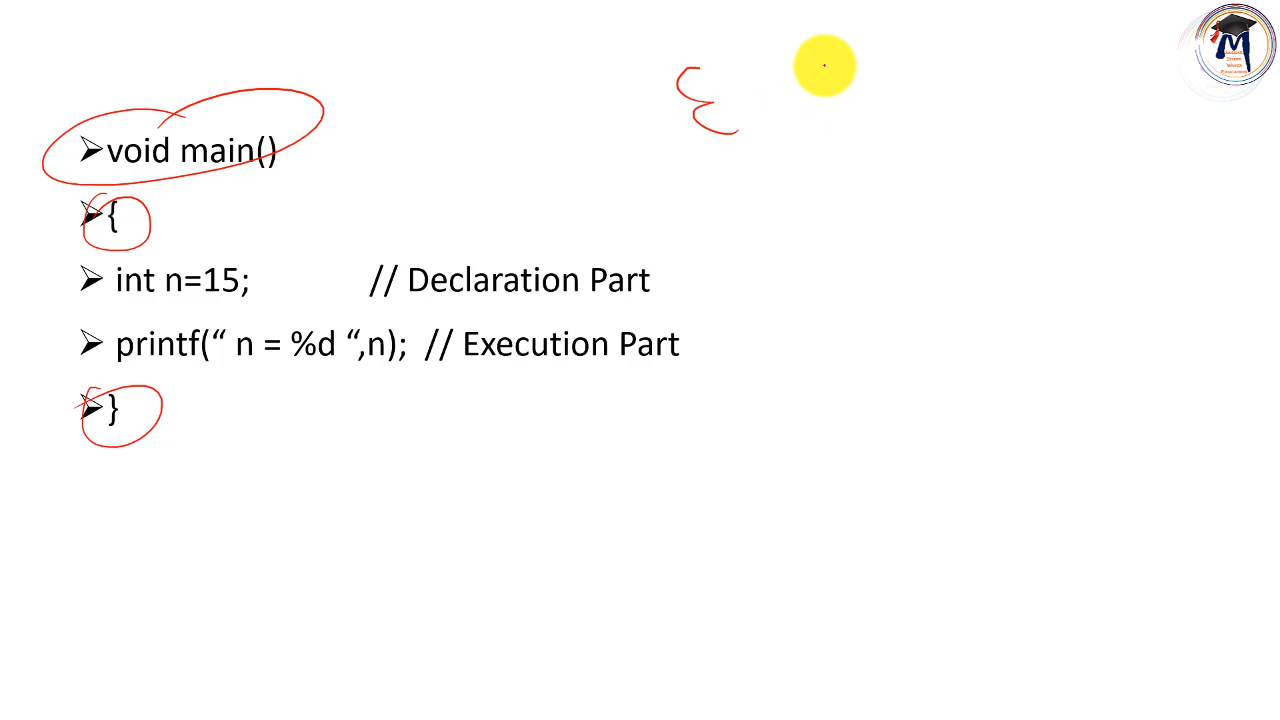 ➢void main()
➢{
➢ int n=15; // Declaration Part
➢ printf(“ n = %d “,n); // Execution Part
➢}
{
M